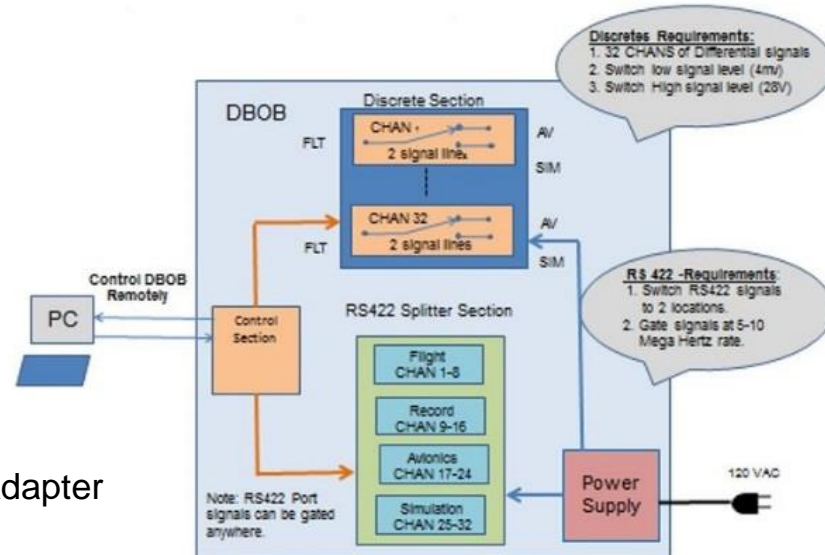 Discretes Requirements:
1. 32 CHANS of Differential signals
2. Switch low signal level (4mv)
3. Switch High signal level (28V)
DBOB
Discrete Section
CHAN 1
2 signal lines
FLT
AV
SIM
CHAN 32
2 signal lines
FLT
AV
SIM
Control DBOB
Remotely
PC
Control
Section
RS 422 -Requirements:
1. Switch RS422 signals
to 2 locations.
2. Gate signals at 5-10
Mega Hertz rate.
RS422 Splitter Section
Flight
CHAN 1-8
Record
CHAN 9-16
Avionics
CHAN 17-24
Simulation
CHAN 25-32
dapter
Note: RS422 Port
signals can be gated
anywhere.
Power
Supply
120 VAC